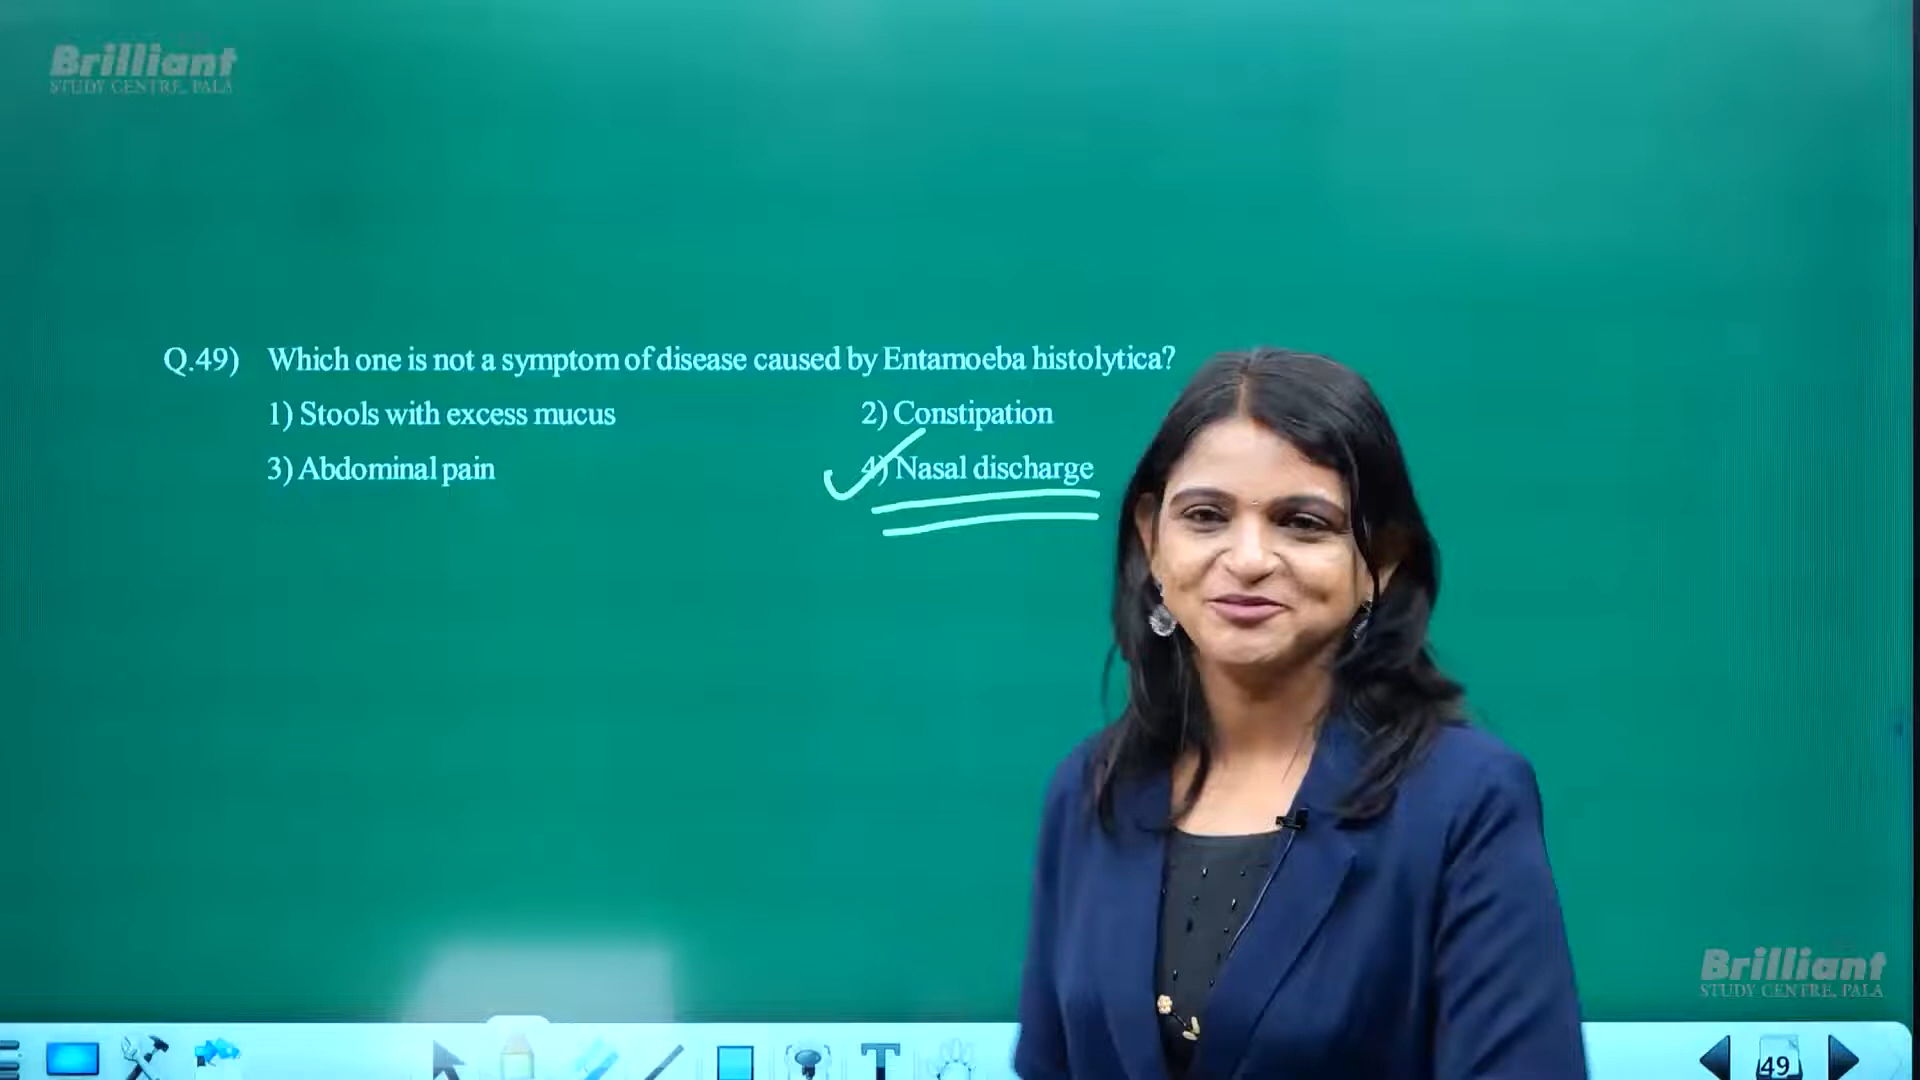 Brilliant
STUDY CENTRE, PALA
Q.49) Which one is not a symptom of disease caused by Entamoeba histolytica?
1) Stools with excess mucus 2) Constipation
3) Abdominal pain 4) Nasal discharge
Brilliant
STUDY CENTRE, PALA
T
49